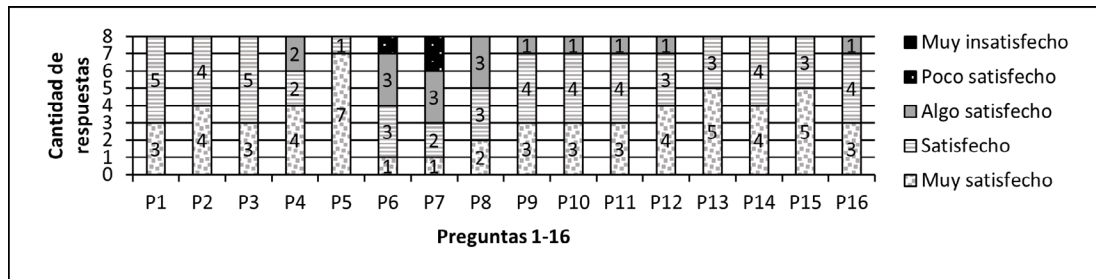 Cantidad de
respuestas
8
7
6
5
4
3
2
1
0
5 4 5 2 2 4 1 7 3 3 1 3 2 1 3 3 2 1 4 3 1 4 3 1 4 3 1 3 4 3 5 4 4 3 5 1 4 3
3 4 3
P1 P2 P3 P4 P5 P6 P7 P8 P9 P10 P11 P12 P13 P14 P15 P16
Preguntas 1-16
Muy insatisfecho
Poco satisfecho
Algo satisfecho
Satisfecho
Muy satisfecho